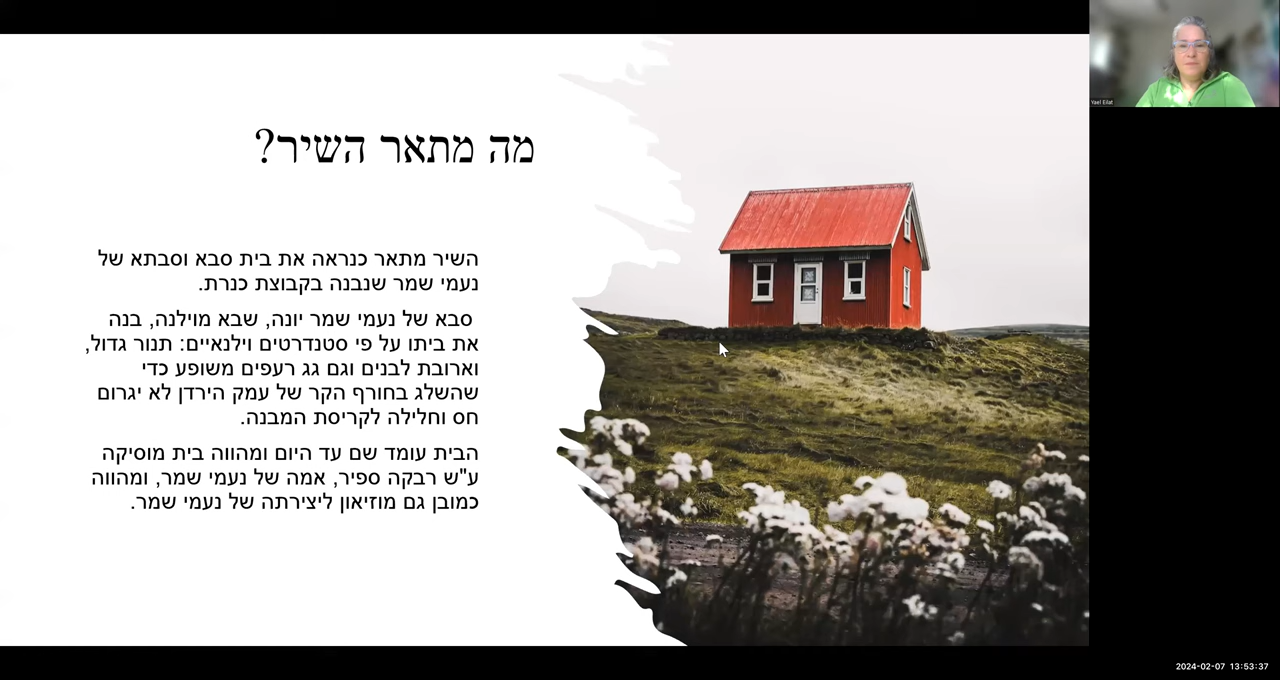 מה מתאר השיר?
השיר מתאר כנראה את בית סבא וסבתא של
נעמי שמר שנבנה בקבוצת כנרת.
סבא של נעמי שמר יונה, שבא מוילנה, בנה
את ביתו על פי סטנדרטים וילנאיים: תנור גדול,
וארובת לבנים וגם גג רעפים משופע כדי
שהשלג בחורף הקר של עמק הירדן לא יגרום
חס וחלילה לקריסת המבנה.
הבית עומד שם עד היום ומהווה בית מוסיקה
ע"ש רבקה ספיר, אמה של נעמי שמר, ומהווה
כמובן גם מוזיאון ליצירתה של נעמי שמר.
Yael Eilat
2024-02-07 13:53:37